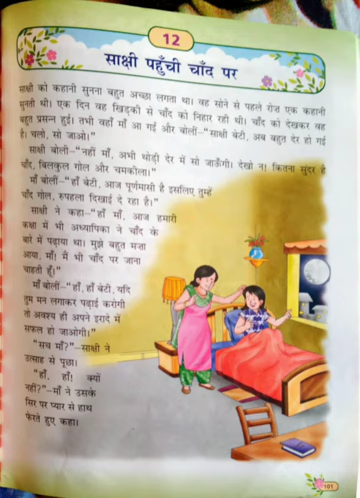 12
साक्षी पहुँची चाँद पर
साक्षी को कहानी सुनना बहुत अच्छा लगता था। वह सोने से पहले रोज एक कहानी
सुनती थी। एक दिन वह खिड़की से चाँद को निहार रही थी। चाँद को देखकर वह
बहुत प्रसन्न हुई। तभी वहाँ माँ आ गईं और बोलीं–“साक्षी बेटी, अब बहुत देर हो गई
है। चलो, सो जाओ।”
साक्षी बोली–“नहीं माँ, अभी थोड़ी देर में सो जाऊँगी। देखो न! कितना सुंदर है
चाँद, बिलकुल गोल और चमकीला।”
माँ बोलीं–“हाँ बेटी, आज पूर्णमासी है इसलिए तुम्हें
चाँद गोल, रुपहला दिखाई दे रहा है।”
साक्षी ने कहा–“हाँ माँ, आज हमारी
कक्षा में भी अध्यापिका ने चाँद के
बारे में पढ़ाया था। मुझे बहुत मजा
आया, माँ! मैं भी चाँद पर जाना
चाहती हूँ।”
माँ बोलीं–“हाँ, हाँ बेटी, यदि
तुम मन लगाकर पढ़ाई करोगी
तो अवश्य ही अपने इरादे में
सफल हो जाओगी।”
“सच माँ?”–साक्षी ने
उत्साह से पूछा।
“हाँ, हाँ! क्यों
नहीं?”–माँ ने उसके
सिर पर प्यार से हाथ
फेरते हुए कहा।
101